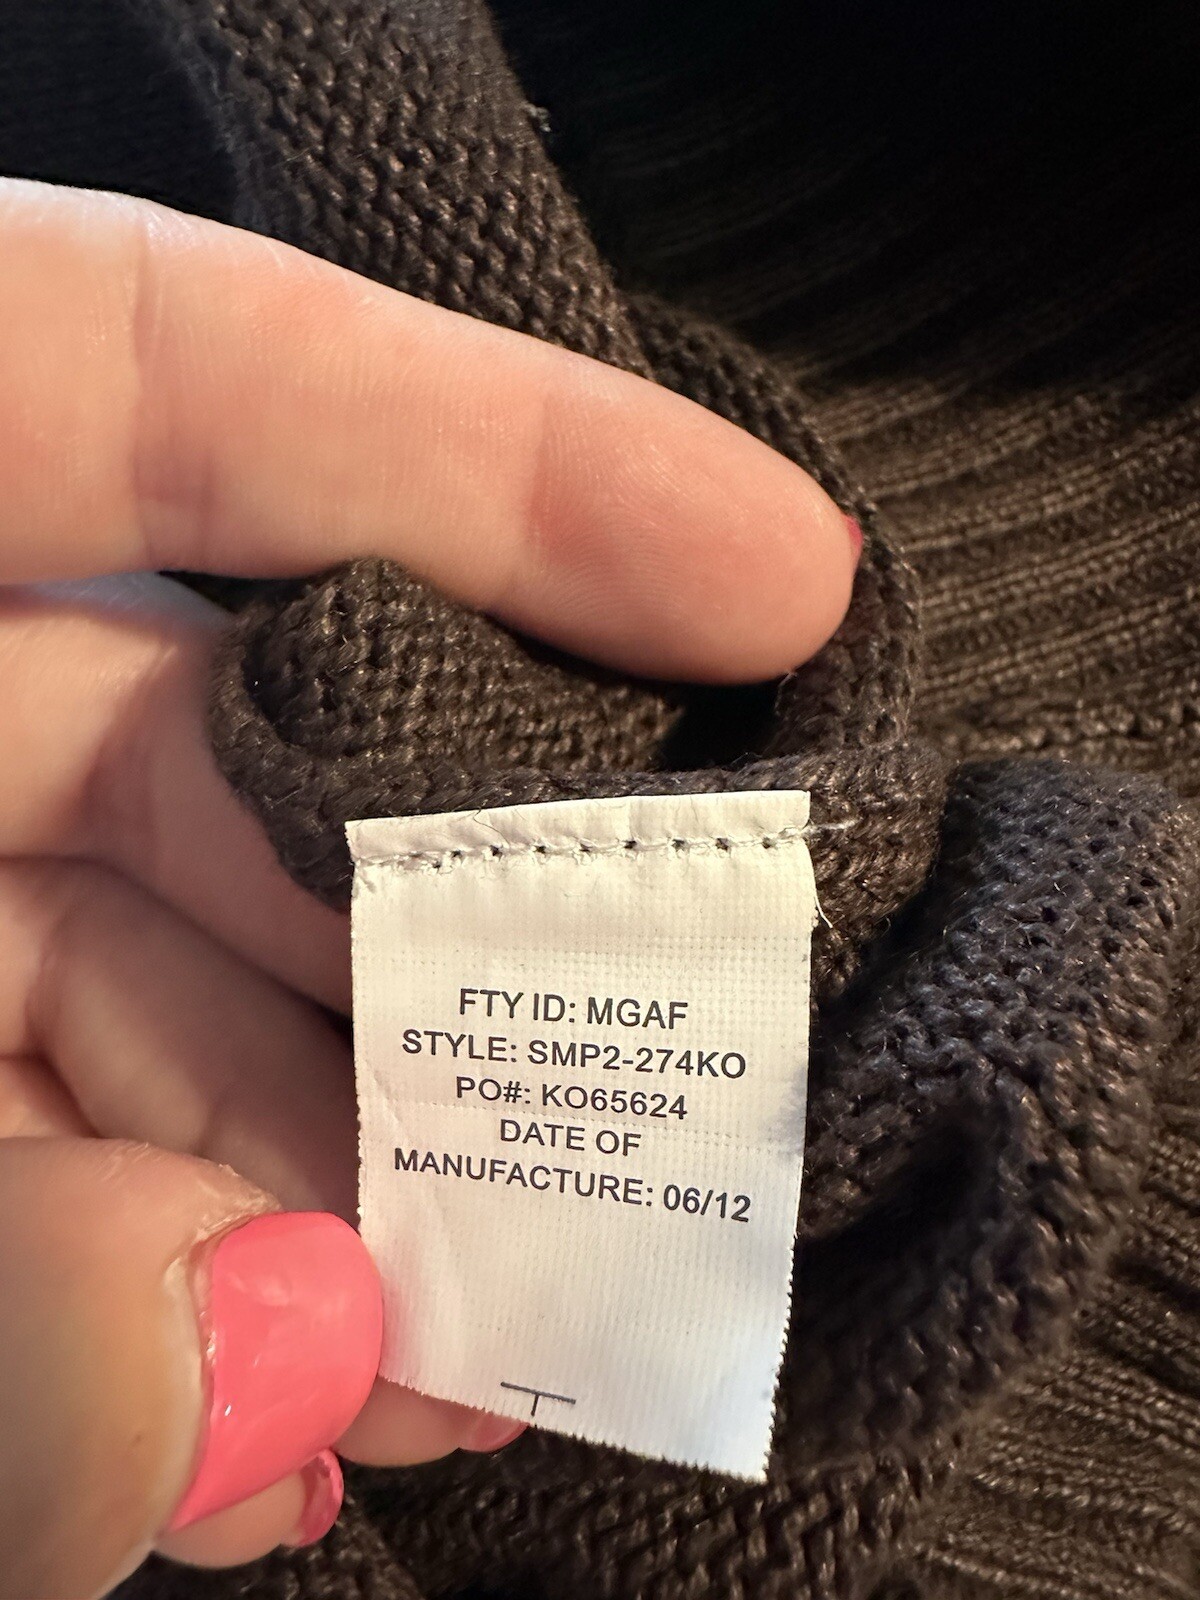 FTY ID: MGAF
STYLE: SMP2-274KO
PO#: KO65624
DATE OF
MANUFACTURE: 06/12